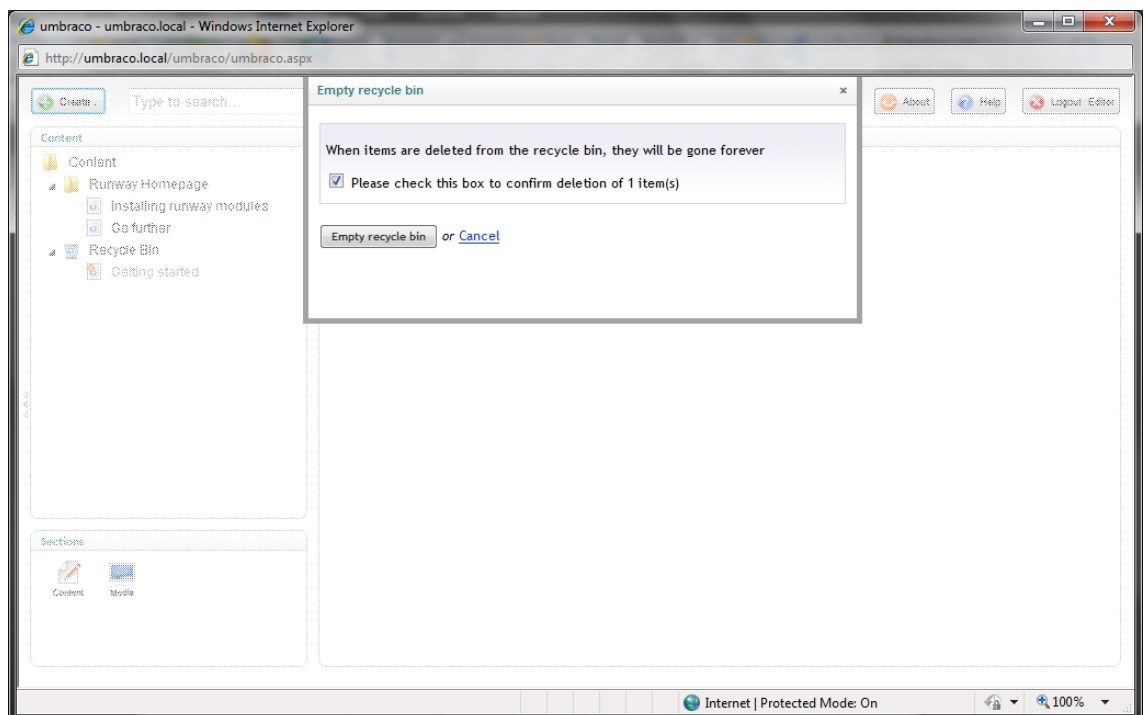 umbraco - umbraco.local - Windows Internet Explorer
http://umbraco.local/umbraco/umbraco.aspx
Create...
Type to search...
Empty recycle bin
×
About
Help
Logout Editor
Content
Content
Runway Homepage
Installing runway modules
Go further
Recycle Bin
Getting started
When items are deleted from the recycle bin, they will be gone forever
Please check this box to confirm deletion of 1 item(s)
Empty recycle bin or Cancel
Sections
Content
Media
Internet | Protected Mode: On
100%